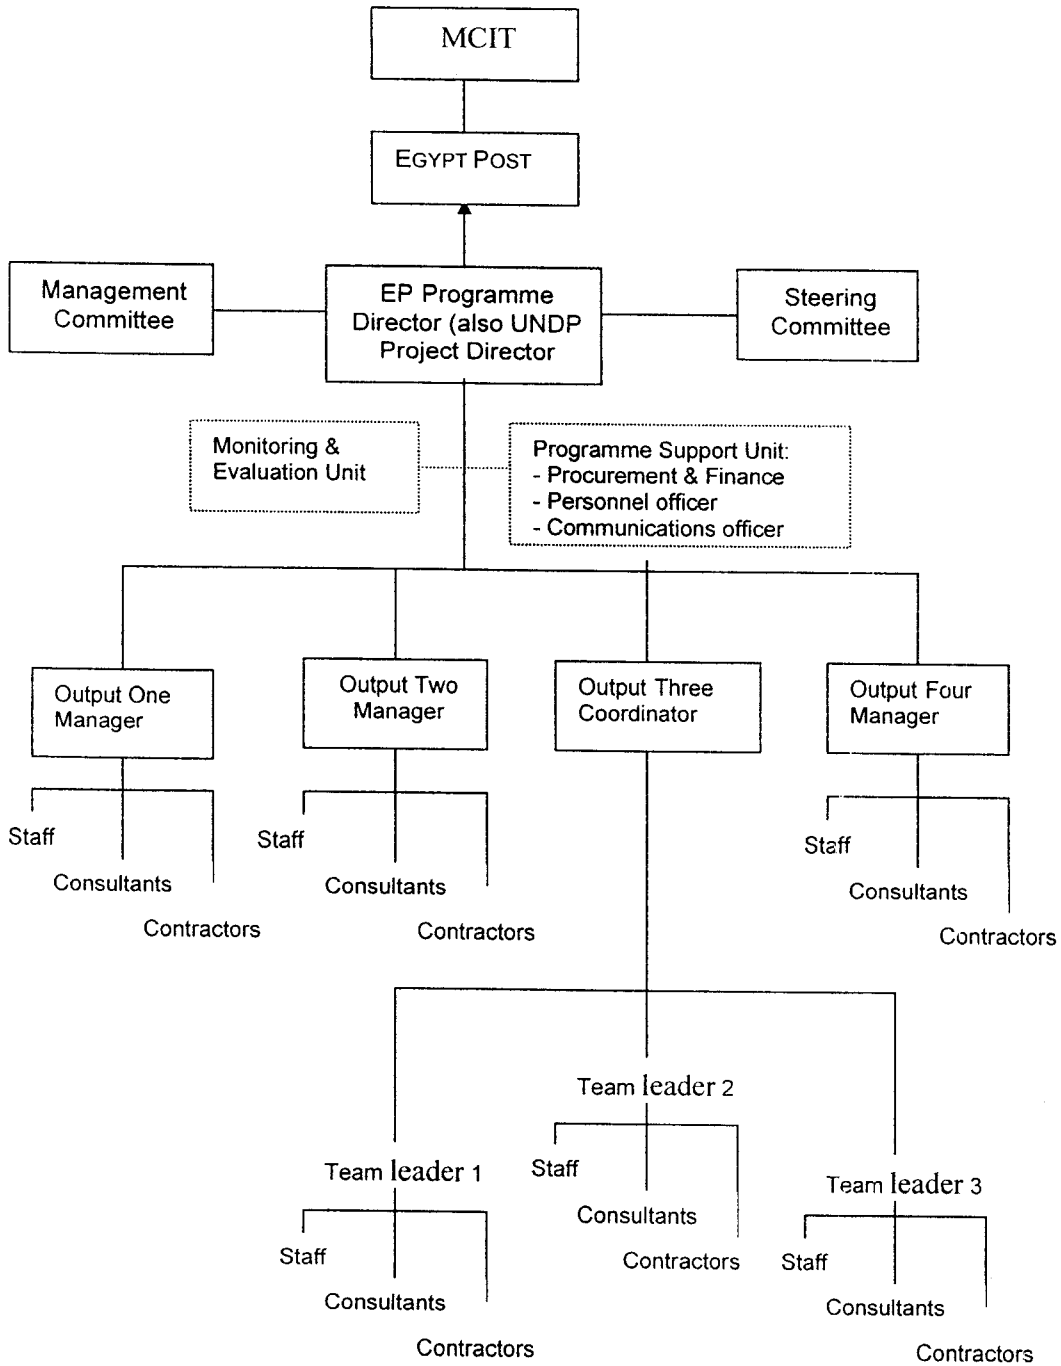 MCIT
EGYPT POST
Management
Committee
EP Programme
Director (also UNDP
Project Director
Steering
Committee
Monitoring &
Evaluation Unit
Programme Support Unit:
- Procurement & Finance
- Personnel officer
- Communications officer
Output One
Manager
Output Two
Manager
Output Three
Coordinator
Output Four
Manager
Staff
Consultants
Contractors
Staff
Consultants
Contractors
Staff
Consultants
Contractors
Team leader 1
Staff
Consultants
Contractors
Team leader 2
Staff
Consultants
Contractors
Team leader 3
Staff
Consultants
Contractors